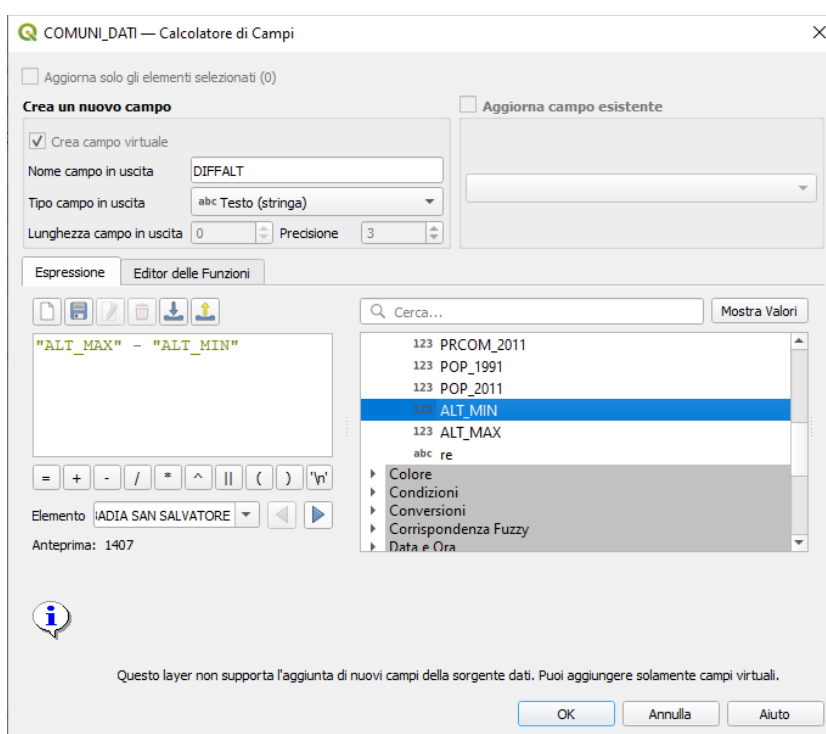 COMUNI_DATI — Calcolatore di Campi
Aggiorna solo gli elementi selezionati (0)
Crea un nuovo campo
Aggiorna campo esistente
Crea campo virtuale
Nome campo in uscita DIFFALT
Tipo campo in uscita abc Testo (stringa)
Lunghezza campo in uscita 0 Precisione 3
Espressione Editor delle Funzioni
Cerca... Mostra Valori
"ALT_MAX" - "ALT_MIN"
123 PRCOM_2011
123 POP_1991
123 POP_2011
123 ALT_MIN
123 ALT_MAX
abc re
Colore
Condizioni
Conversioni
Corrispondenza Fuzzy
Data e Ora
= + - / * ^ || ( ) '\n'
Elemento ADIA SAN SALVATORE
Anteprima: 1407
Questo layer non supporta l'aggiunta di nuovi campi della sorgente dati. Puoi aggiungere solamente campi virtuali.
OK Annulla Aiuto